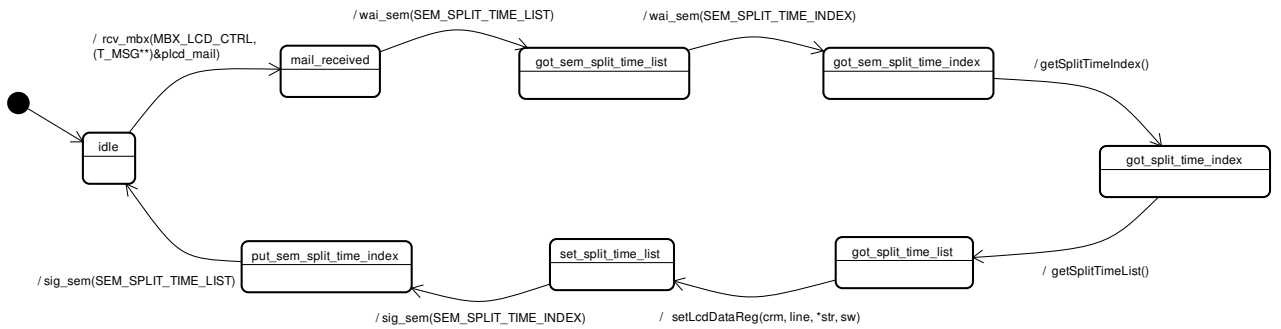 / wai_sem(SEM_SPLIT_TIME_LIST)
/ wai_sem(SEM_SPLIT_TIME_INDEX)
/ rcv_mbx(MBX_LCD_CTRL,
(T_MSG**)&plcd_mail)
mail_received
got_sem_split_time_list
got_sem_split_time_index
/ getSplitTimeIndex()
idle
got_split_time_index
put_sem_split_time_index
set_split_time_list
got_split_time_list
/ getSplitTimeList()
/ sig_sem(SEM_SPLIT_TIME_LIST)
/ sig_sem(SEM_SPLIT_TIME_INDEX)
/ setLcdDataReg(crm, line, *str, sw)